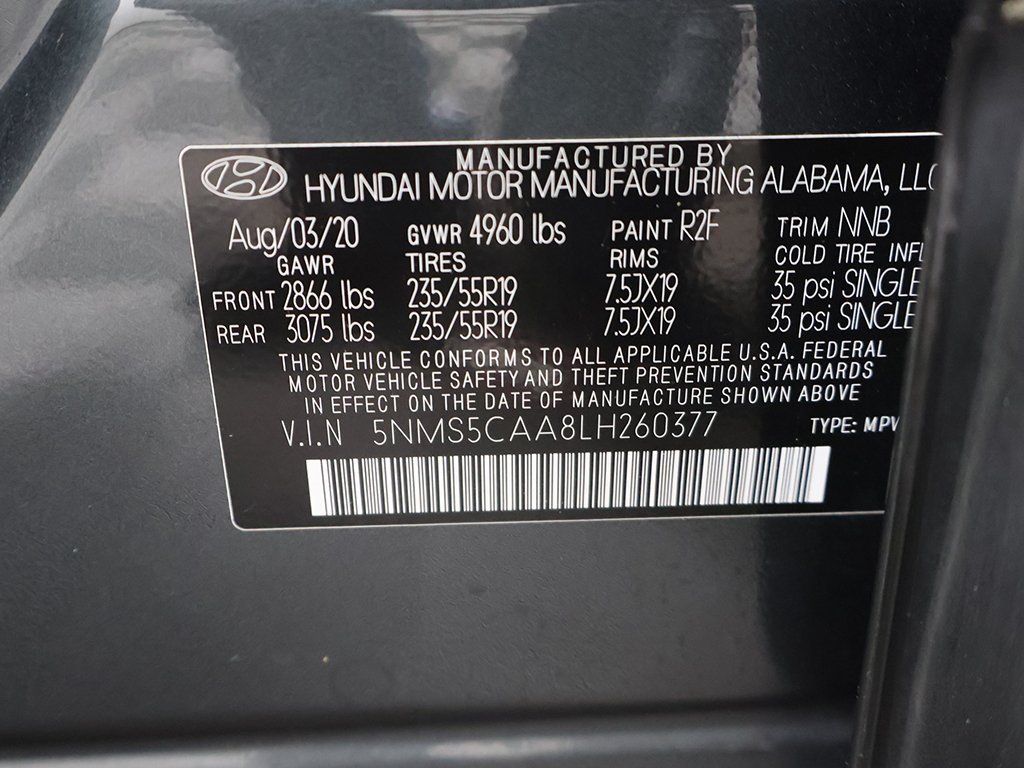 MANUFACTURED BY
HYUNDAI MOTOR MANUFACTURING ALABAMA, LLC
Aug/03/20 GVWR 4960 lbs PAINT R2F TRIM NNB
GAWR TIRES RIMS COLD TIRE INFL
FRONT 2866 lbs 235/55R19 7.5JX19 35 psi SINGLE
REAR 3075 lbs 235/55R19 7.5JX19 35 psi SINGLE
THIS VEHICLE CONFORMS TO ALL APPLICABLE U.S.A. FEDERAL
MOTOR VEHICLE SAFETY AND THEFT PREVENTION STANDARDS
IN EFFECT ON THE DATE OF MANUFACTURE SHOWN ABOVE
V.I.N 5NMS5CAA8LH260377 TYPE: MPV